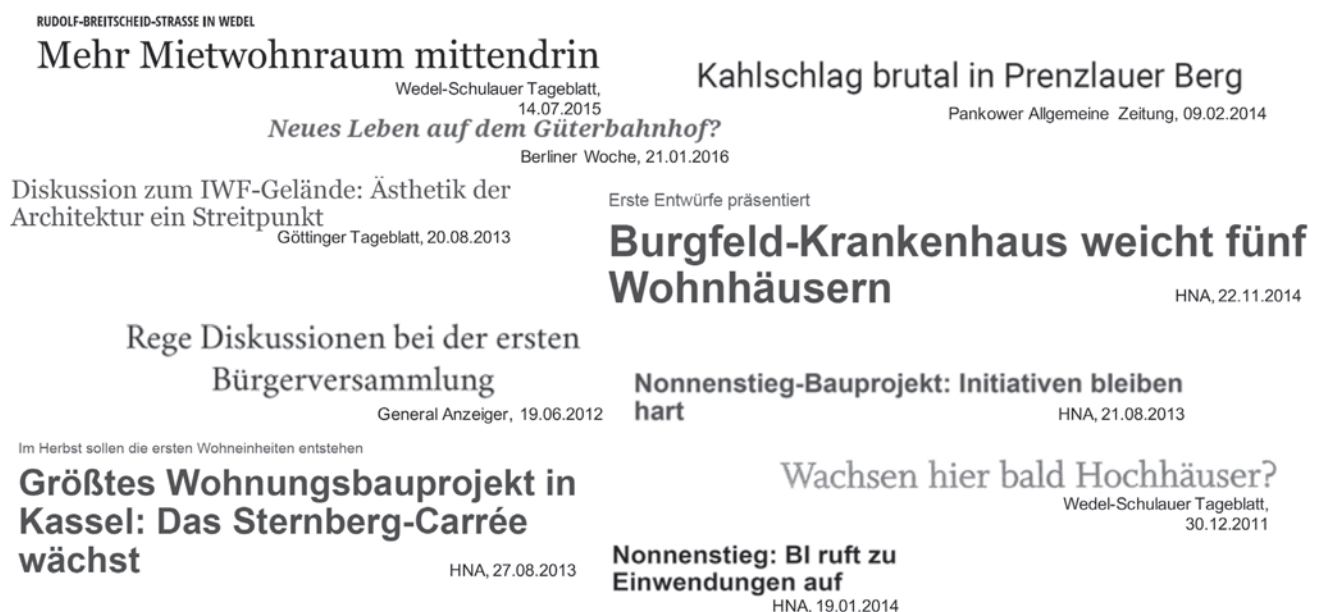 RUDOLF-BREITSCHEID-STRASSE IN WEDEL
Mehr Mietwohnraum mittendrin
Wedel-Schulauer Tageblatt,
14.07.2015
Kahlschlag brutal in Prenzlauer Berg
Pankower Allgemeine Zeitung, 09.02.2014
Neues Leben auf dem Güterbahnhof?
Berliner Woche, 21.01.2016
Diskussion zum IWF-Gelände: Ästhetik der
Architektur ein Streitpunkt
Göttinger Tageblatt, 20.08.2013
Erste Entwürfe präsentiert
Burgfeld-Krankenhaus weicht fünf
Wohnhäusern
HNA, 22.11.2014
Rege Diskussionen bei der ersten
Bürgerversammlung
General Anzeiger, 19.06.2012
Nonnenstieg-Bauprojekt: Initiativen bleiben
hart
HNA, 21.08.2013
Im Herbst sollen die ersten Wohneinheiten entstehen
Größtes Wohnungsbauprojekt in
Kassel: Das Sternberg-Carrée
wächst
HNA, 27.08.2013
Wachsen hier bald Hochhäuser?
Wedel-Schulauer Tageblatt,
30.12.2011
Nonnenstieg: BI ruft zu
Einwendungen auf
HNA, 19.01.2014